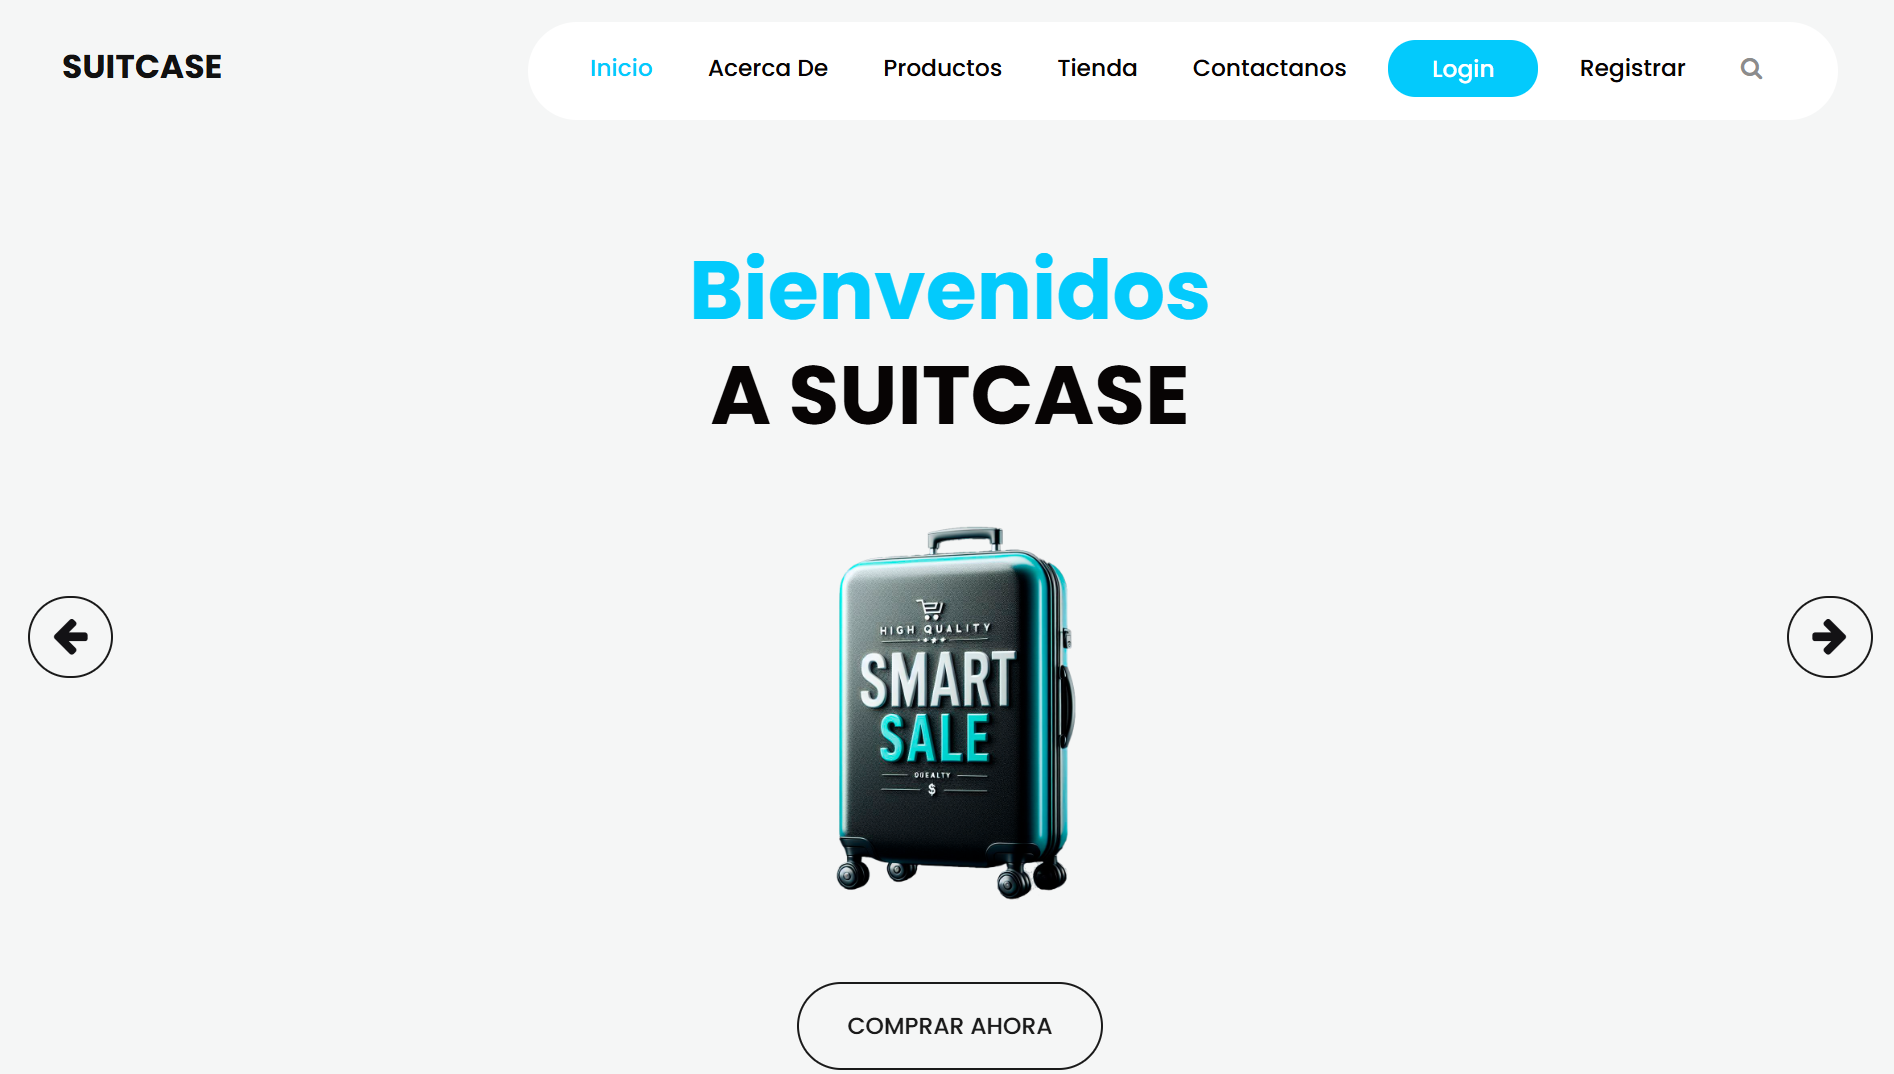 SUITCASE
Inicio Acerca De Productos Tienda Contactanos Login Registrar
Bienvenidos
A SUITCASE
HIGH QUALITY
SMART
SALE
QUEALTY
$
COMPRAR AHORA